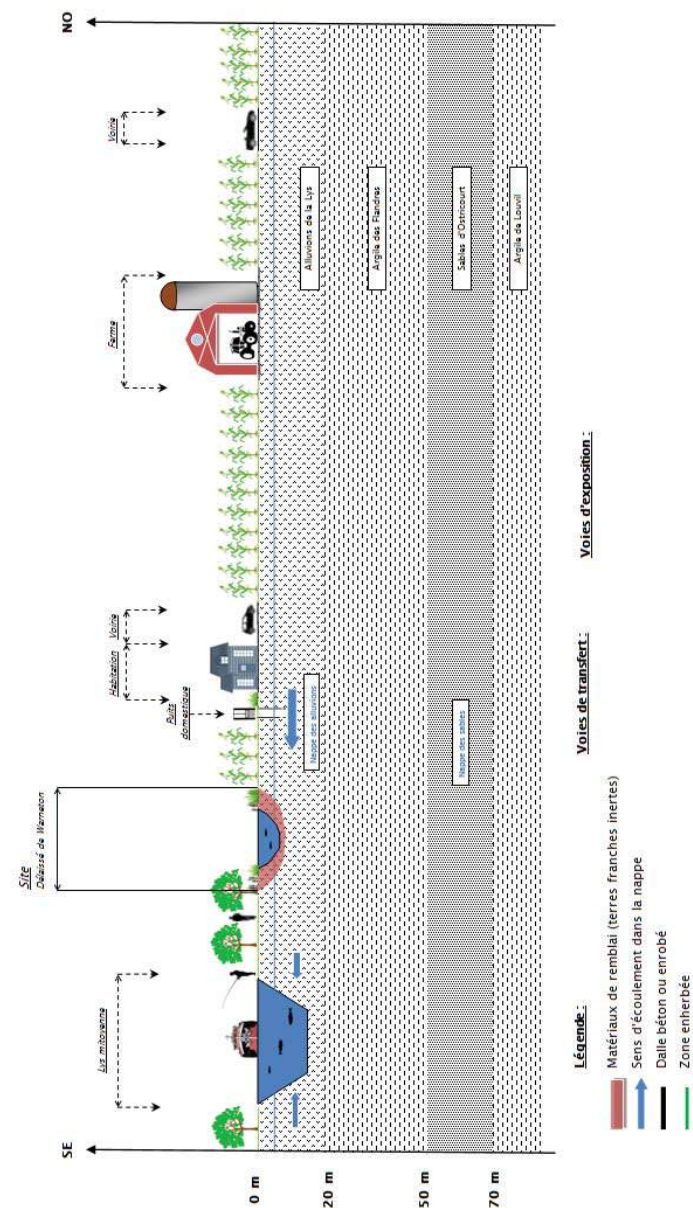 SE
NO
Lys mitoyenne
Site
Délaissé de Warneton
Puits
domestique
Habitation
Voirie
Ferme
Voirie
0 m
20 m
50 m
70 m
Nappe des alluvions
Alluvions de la Lys
Argile des Flandres
Nappe des sables
Sables d'Ostricourt
Argile de Louvil
Légende :
Matériaux de remblai (terres franches inertes)
Sens d'écoulement dans la nappe
Dalle béton ou enrobé
Zone enherbée
Voies de transfert :
Voies d'exposition :